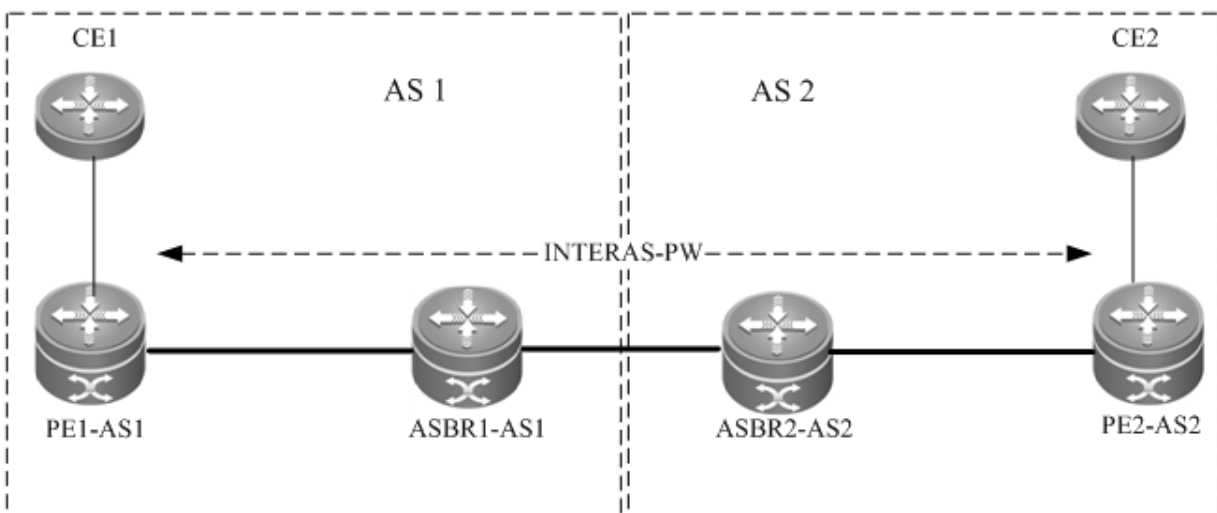 CE1
CE2
AS 1
AS 2
INTERAS-PW
PE1-AS1
ASBR1-AS1
ASBR2-AS2
PE2-AS2